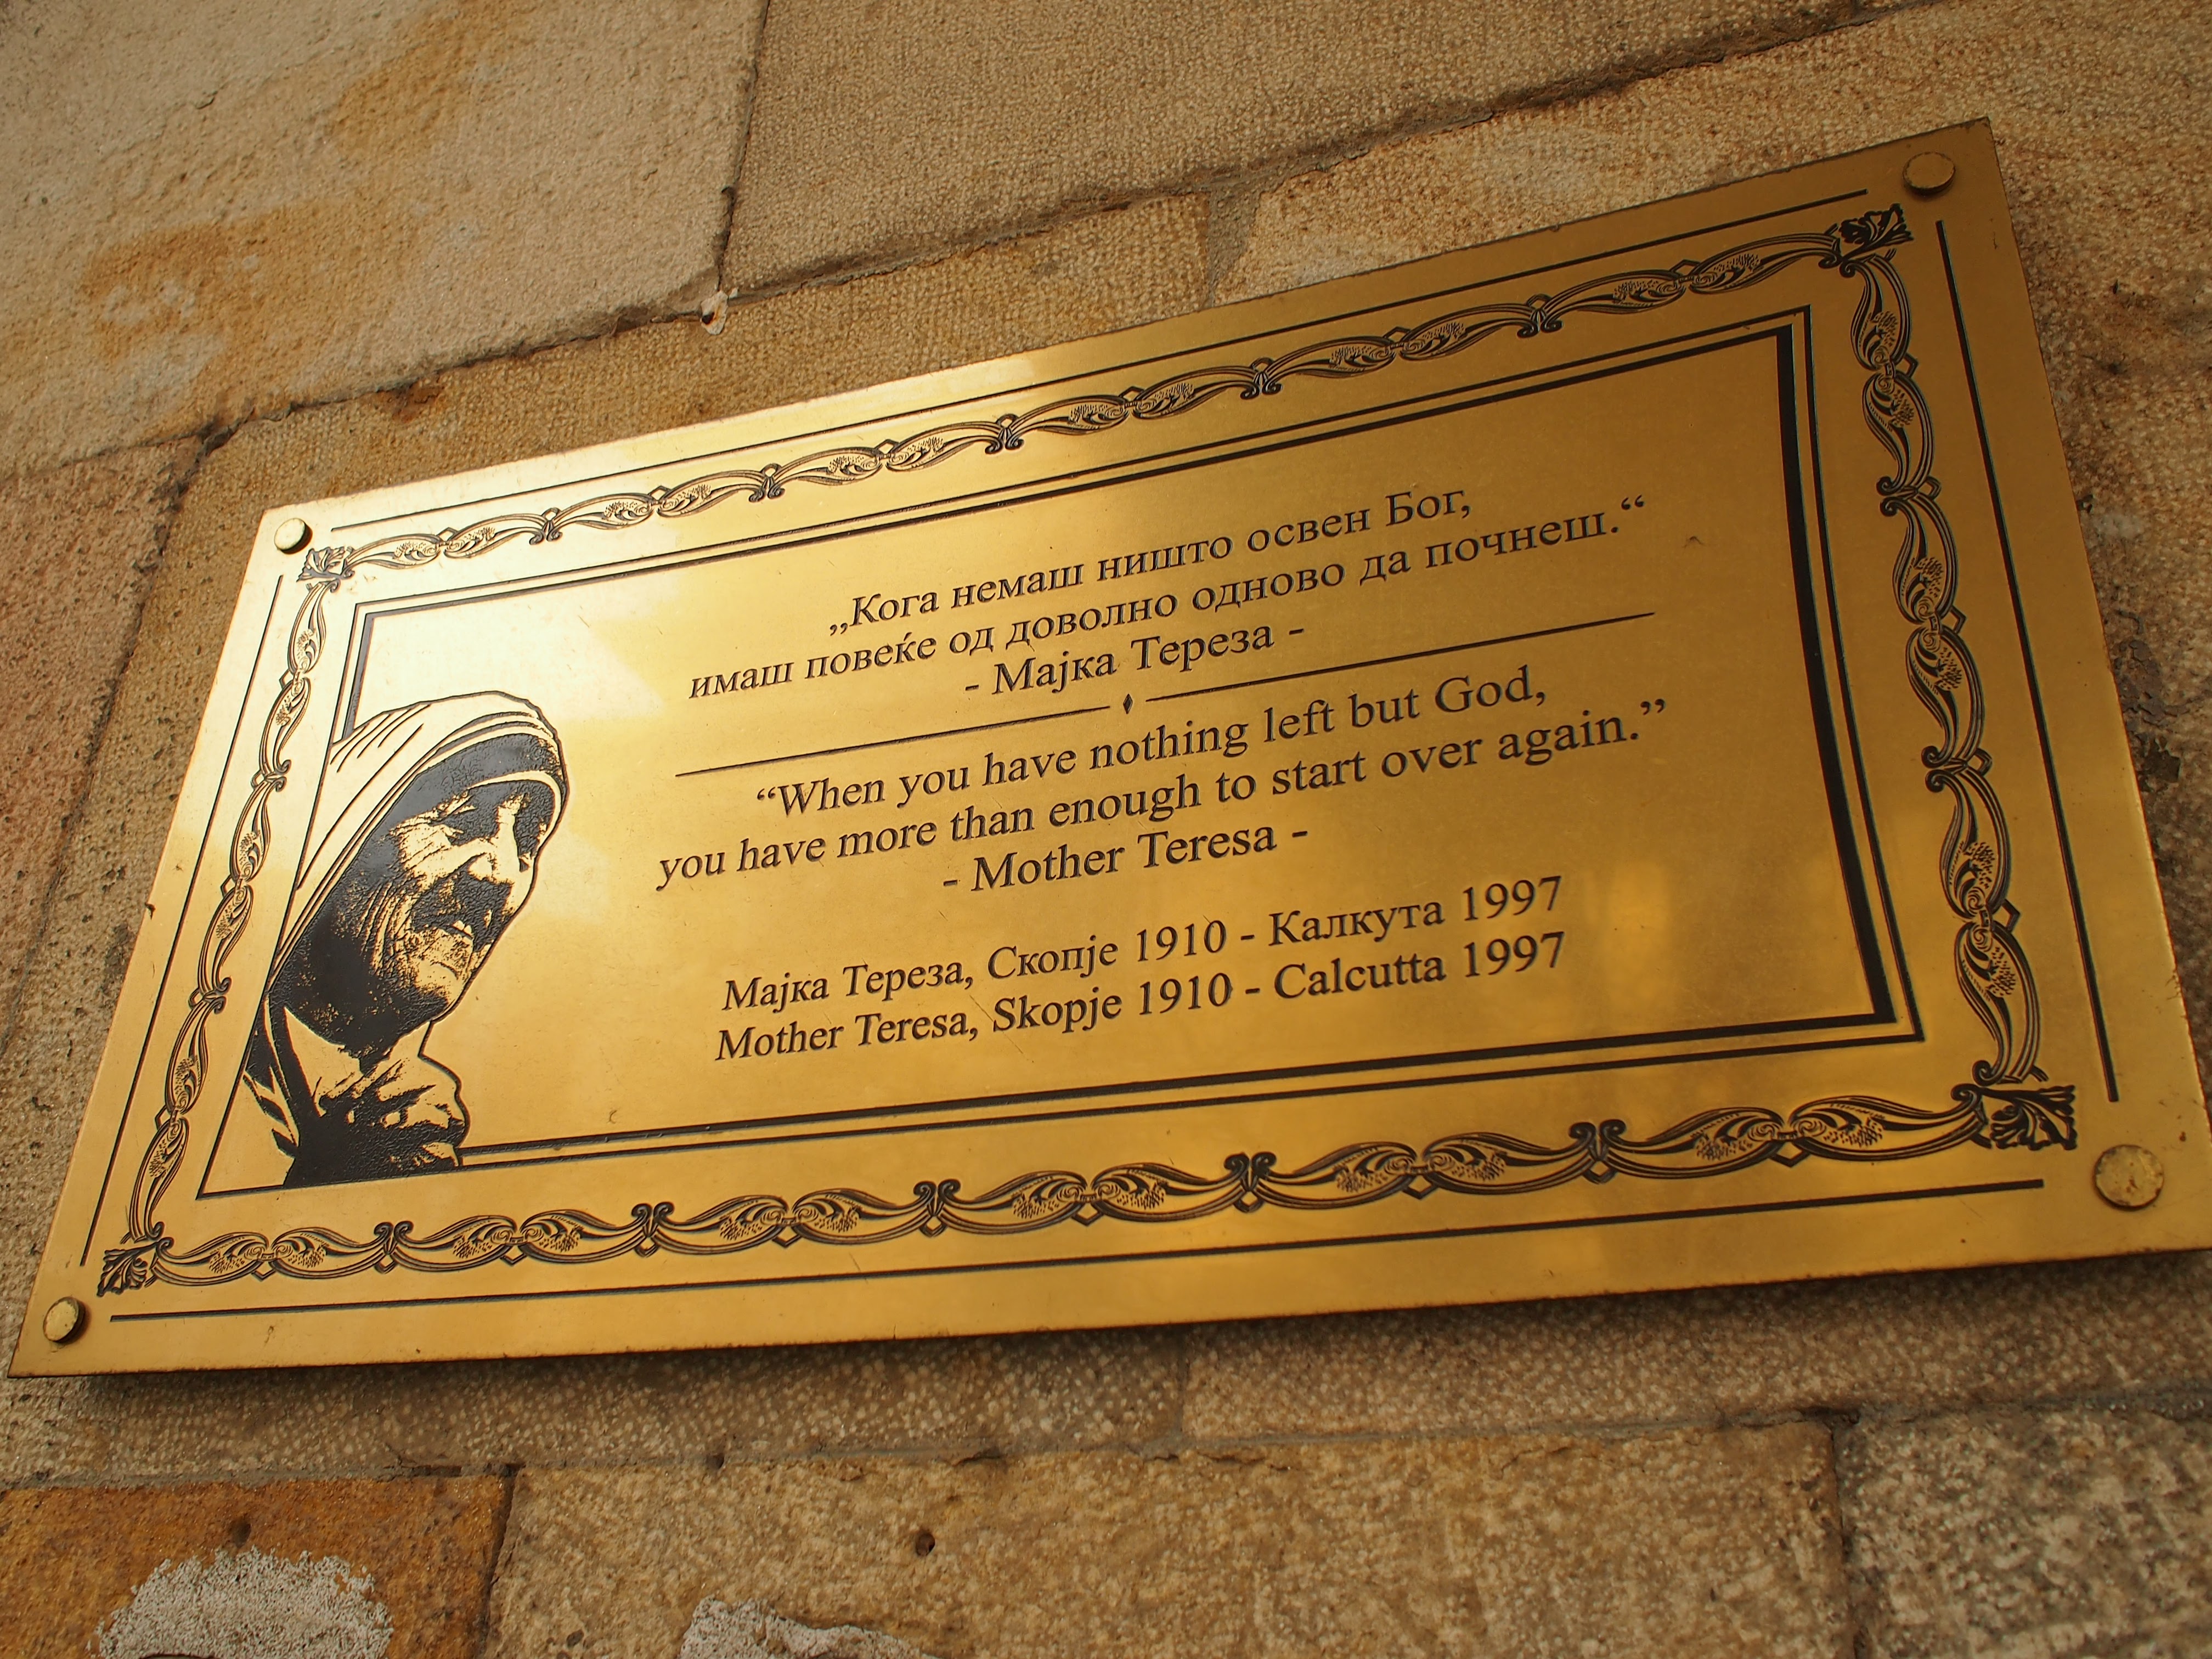 „Кога немаш ништо освен Бог,
имаш повеќе од доволно одново да почнеш.“
- Мајка Тереза -
“When you have nothing left but God,
you have more than enough to start over again.”
- Mother Teresa -
Мајка Тереза, Скопје 1910 - Калкута 1997
Mother Teresa, Skopje 1910 - Calcutta 1997